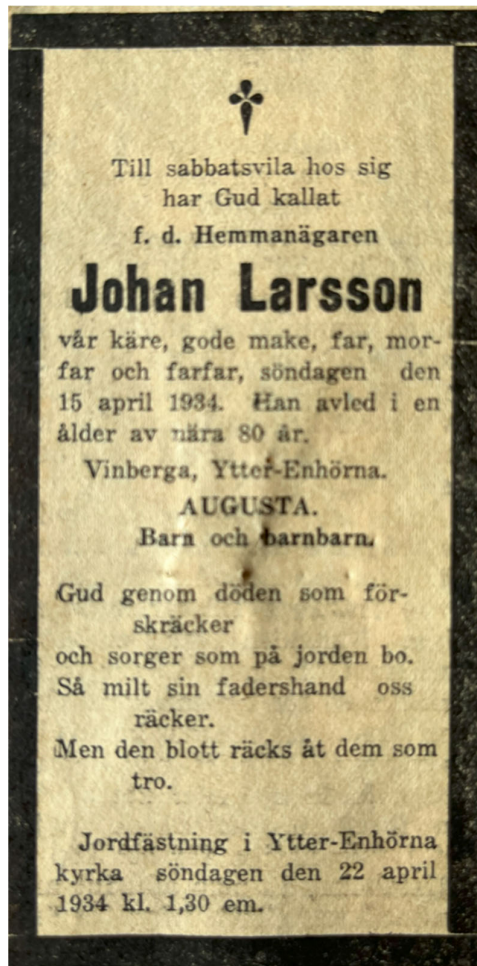 Till sabbatsvila hos sig
har Gud kallat
f. d. Hemmanägaren
Johan Larsson
vår käre, gode make, far, mor-
far och farfar, söndagen den
15 april 1934. Han avled i en
ålder av nära 80 år.
Vinberga, Ytter-Enhörna.
AUGUSTA.
Barn och barnbarn.
Gud genom döden som för-
skräcker
och sorger som på jorden bo.
Så milt sin fadershand oss
räcker.
Men den blott räcks åt dem som
tro.
Jordfästning i Ytter-Enhörna
kyrka söndagen den 22 april
1934 kl. 1,30 em.